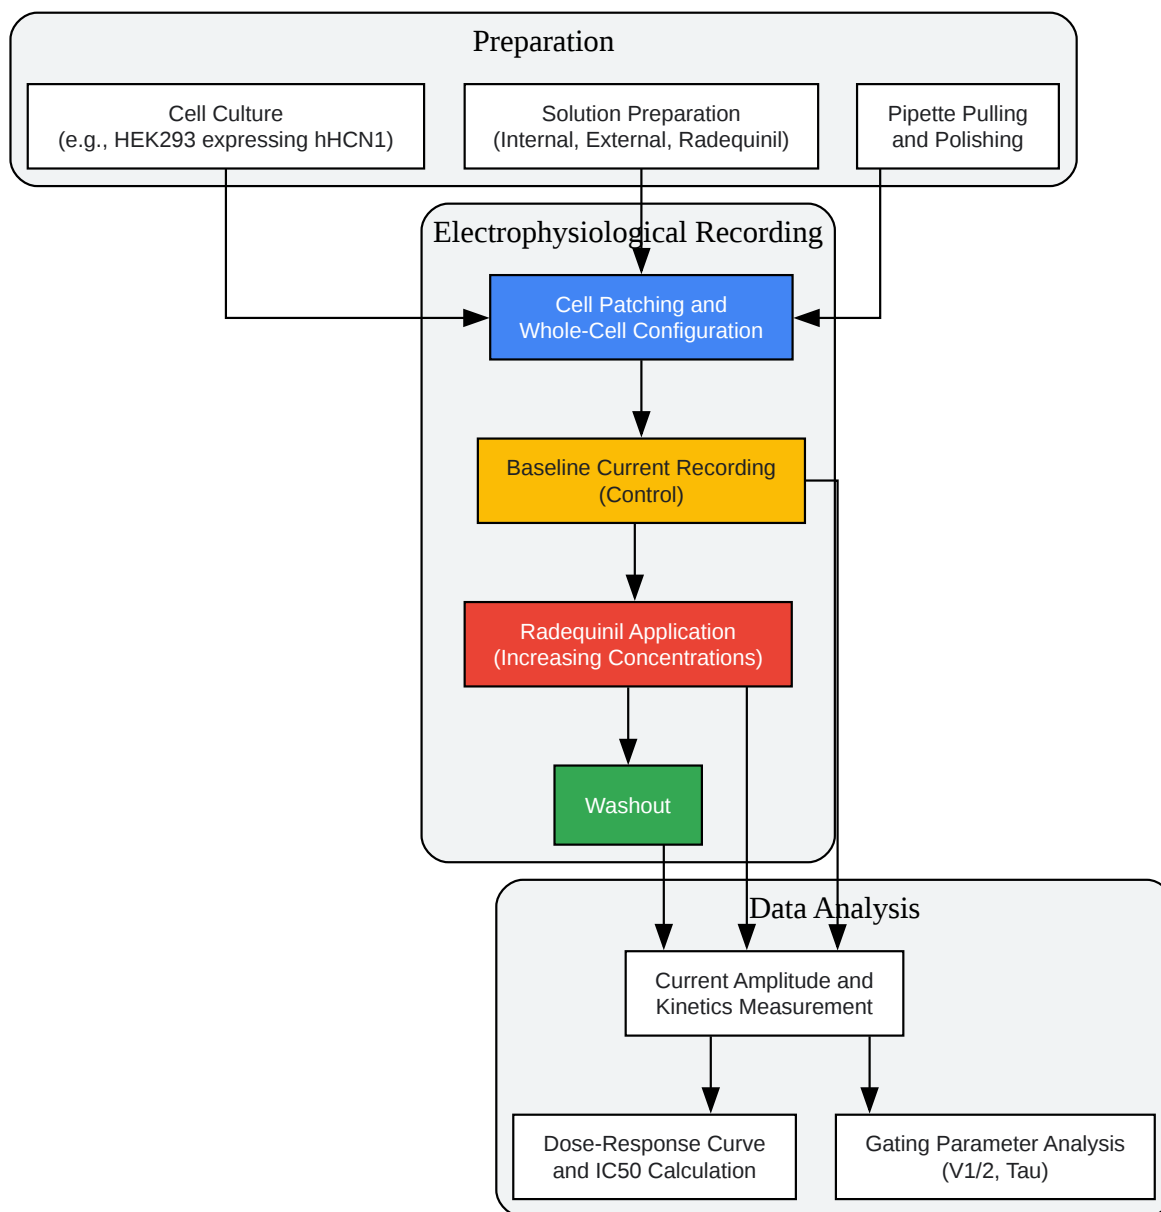 Preparation
Cell Culture
(e.g., HEK293 expressing hHCN1)
Solution Preparation
(Internal, External, Radequinil)
Pipette Pulling
and Polishing
Electrophysiological Recording
Cell Patching and
Whole-Cell Configuration
Baseline Current Recording
(Control)
Radequinil Application
(Increasing Concentrations)
Washout
Data Analysis
Current Amplitude and
Kinetics Measurement
Dose-Response Curve
and IC50 Calculation
Gating Parameter Analysis
(V1/2, Tau)